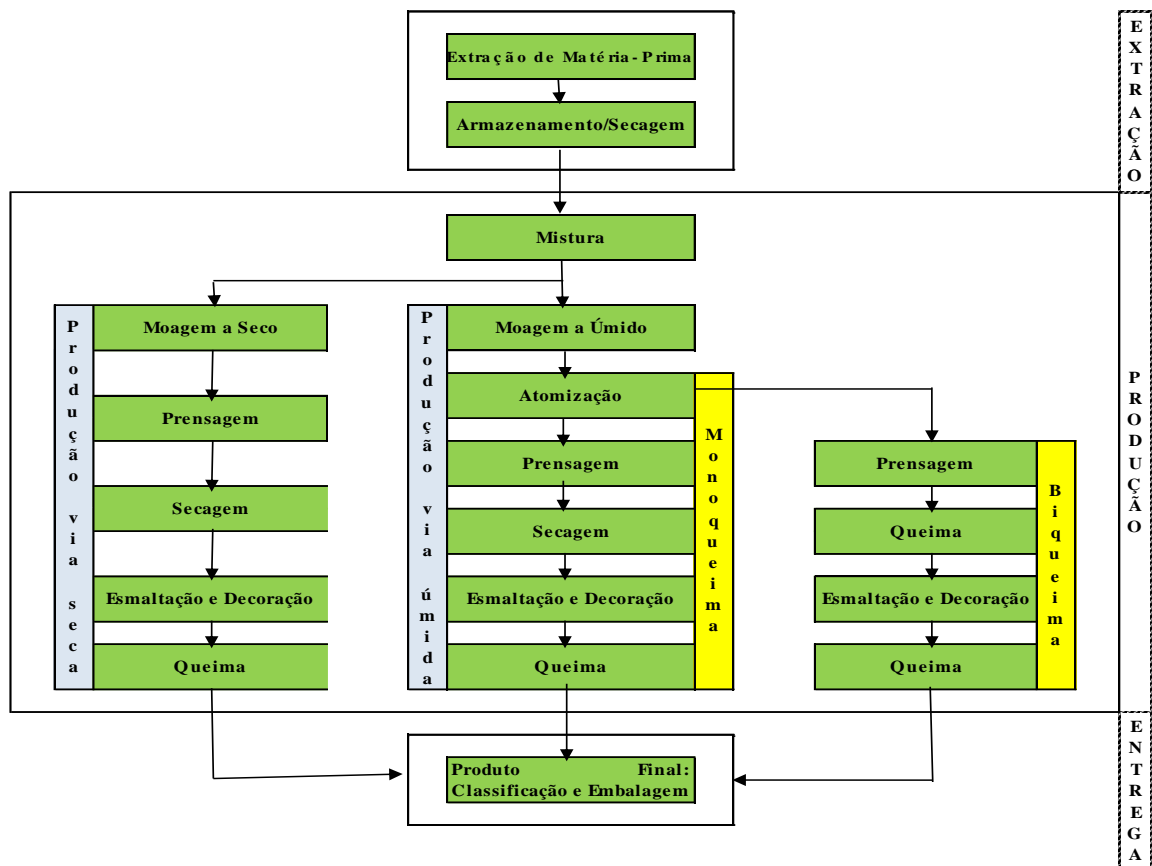 Extração de Matéria-Prima
Armazenamento/Secagem
EXTRAÇÃO
Mistura
Produção via seca
Moagem a Seco
Prensagem
Secagem
Esmaltação e Decoração
Queima
Produção via úmida
Moagem a Úmido
Atomização
Prensagem
Secagem
Esmaltação e Decoração
Queima
Monoqueima
Prensagem
Queima
Esmaltação e Decoração
Queima
Biqueima
PRODUÇÃO
Produto Final:
Classificação e Embalagem
ENTREGA